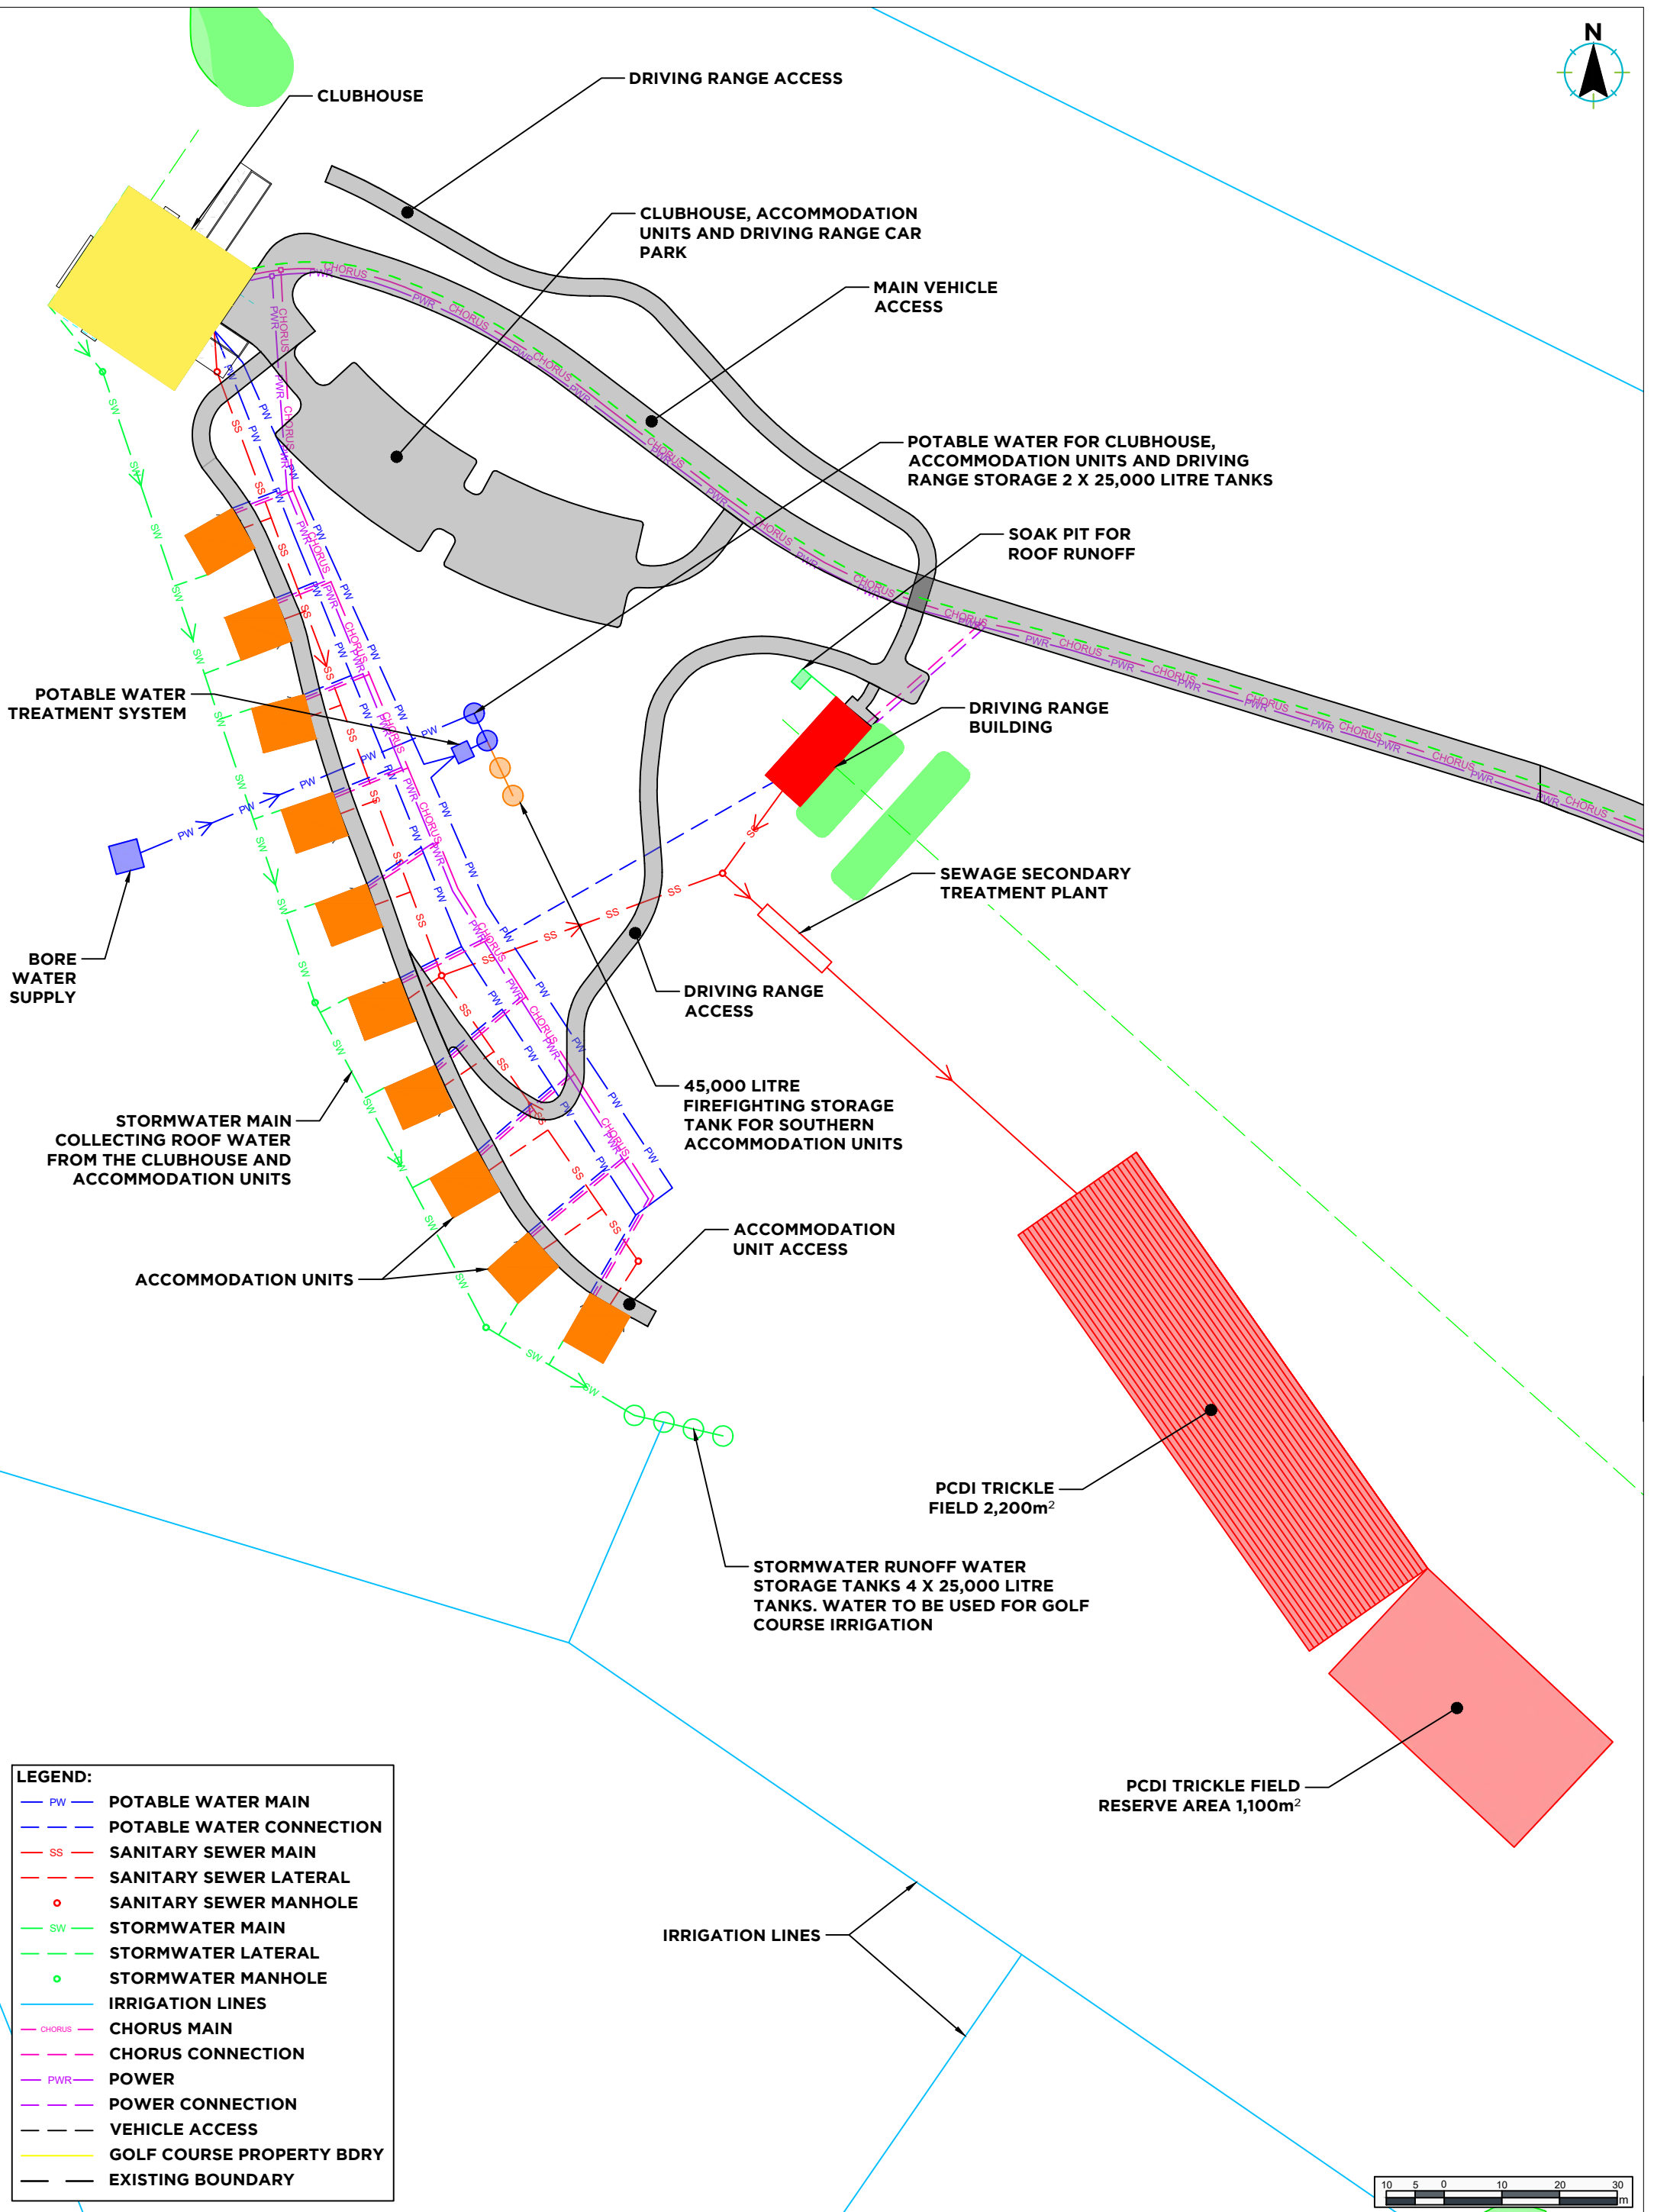 N
DRIVING RANGE ACCESS
CLUBHOUSE
CLUBHOUSE, ACCOMMODATION
UNITS AND DRIVING RANGE CAR
PARK
MAIN VEHICLE
ACCESS
POTABLE WATER FOR CLUBHOUSE,
ACCOMMODATION UNITS AND DRIVING
RANGE STORAGE 2 X 25,000 LITRE TANKS
SOAK PIT FOR
ROOF RUNOFF
POTABLE WATER
TREATMENT SYSTEM
DRIVING RANGE
BUILDING
SEWAGE SECONDARY
TREATMENT PLANT
BORE
WATER
SUPPLY
DRIVING RANGE
ACCESS
45,000 LITRE
FIREFIGHTING STORAGE
TANK FOR SOUTHERN
ACCOMMODATION UNITS
STORMWATER MAIN
COLLECTING ROOF WATER
FROM THE CLUBHOUSE AND
ACCOMMODATION UNITS
ACCOMMODATION
UNIT ACCESS
ACCOMMODATION UNITS
PCDI TRICKLE
FIELD 2,200m²
STORMWATER RUNOFF WATER
STORAGE TANKS 4 X 25,000 LITRE
TANKS. WATER TO BE USED FOR GOLF
COURSE IRRIGATION
PCDI TRICKLE FIELD
RESERVE AREA 1,100m²
IRRIGATION LINES
LEGEND:
PW POTABLE WATER MAIN
POTABLE WATER CONNECTION
SS SANITARY SEWER MAIN
SANITARY SEWER LATERAL
SANITARY SEWER MANHOLE
SW STORMWATER MAIN
STORMWATER LATERAL
STORMWATER MANHOLE
IRRIGATION LINES
CHORUS CHORUS MAIN
CHORUS CONNECTION
PWR POWER
POWER CONNECTION
VEHICLE ACCESS
GOLF COURSE PROPERTY BDRY
EXISTING BOUNDARY
10 5 0 10 20 30
m